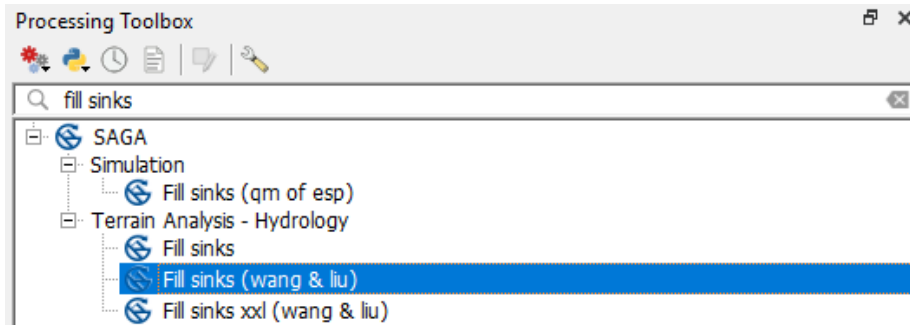 Processing Toolbox
fill sinks
SAGA
Simulation
Fill sinks (qm of esp)
Terrain Analysis - Hydrology
Fill sinks
Fill sinks (wang & liu)
Fill sinks xxl (wang & liu)